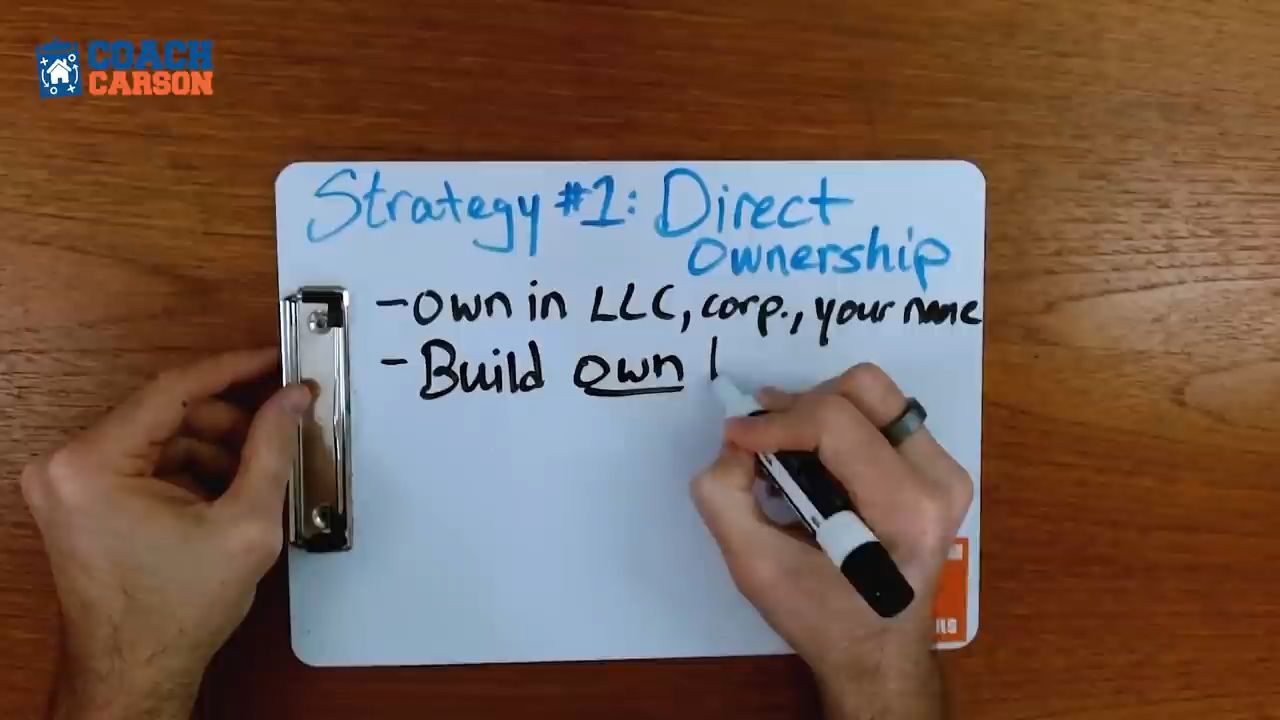 COACH
CARSON
Strategy #1: Direct
ownership
- Own in LLC, corp., your name
- Build own